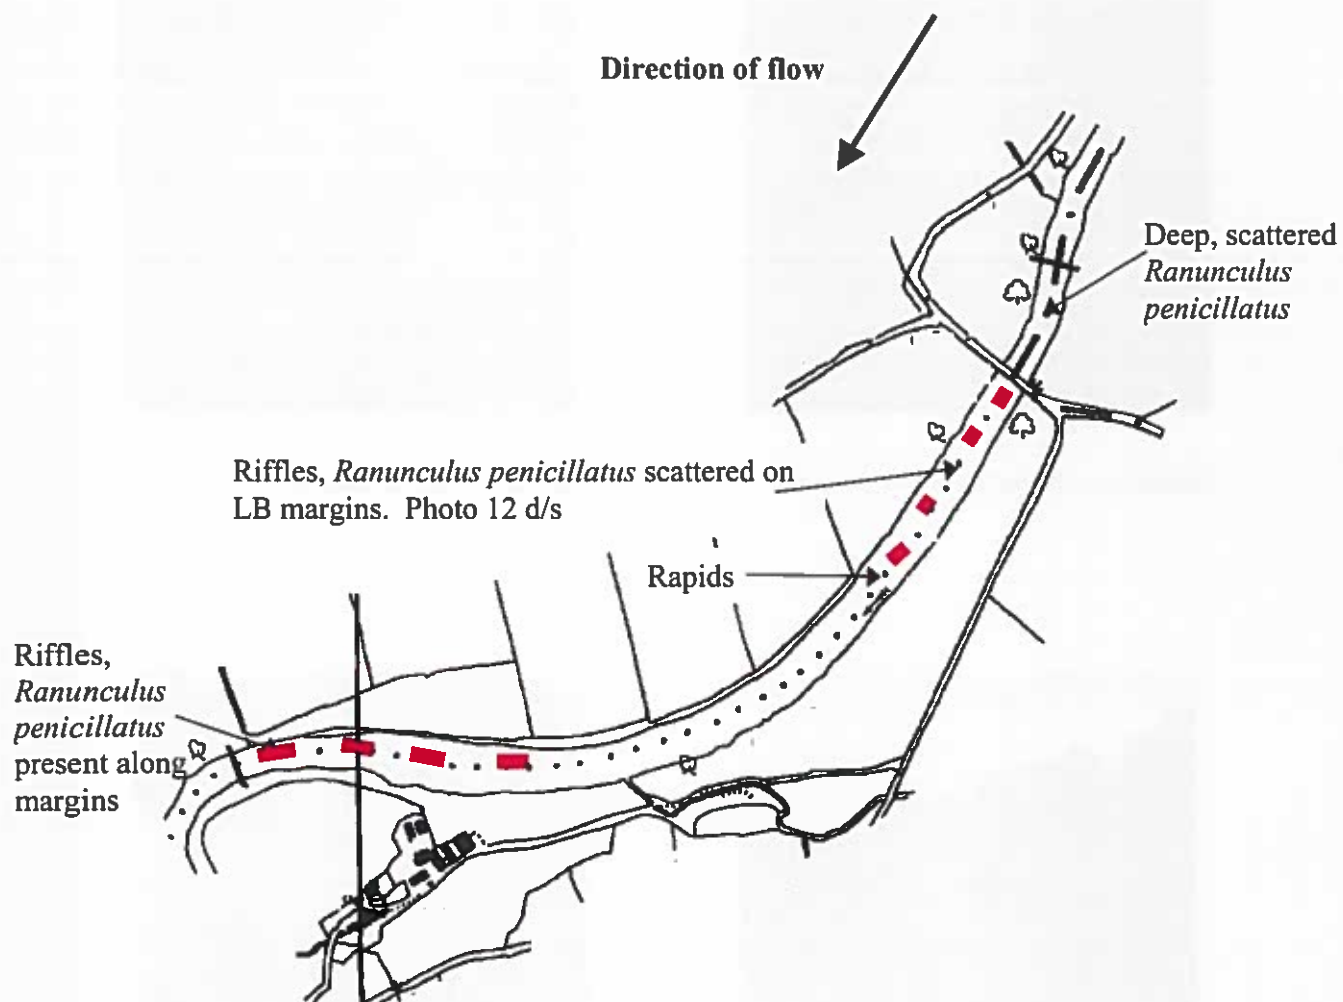 Direction of flow
Deep, scattered
Ranunculus
penicillatus
Riffles, Ranunculus penicillatus scattered on
LB margins.  Photo 12 d/s
Rapids
Riffles,
Ranunculus
penicillatus
present along
margins